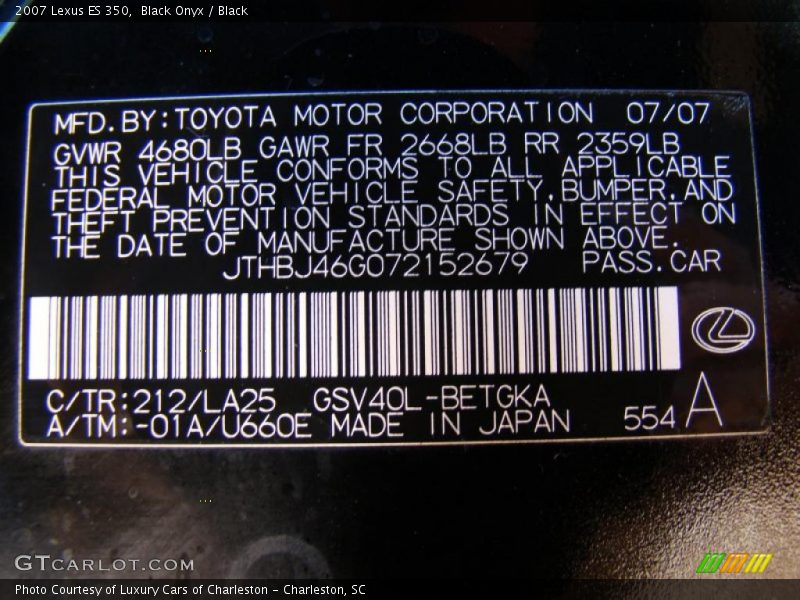 2007 Lexus ES 350,  Black Onyx / Black
MFD.BY:TOYOTA MOTOR CORPORATION 07/07
GVWR 4680LB GAWR FR 2668LB RR 2359LB
THIS VEHICLE CONFORMS TO ALL APPLICABLE
FEDERAL MOTOR VEHICLE SAFETY,BUMPER,AND
THEFT PREVENTION STANDARDS IN EFFECT ON
THE DATE OF MANUFACTURE SHOWN ABOVE.
JTHBJ46G072152679 PASS.CAR
C/TR:212/LA25 GSV40L-BETGKA
A/TM:-01A/U660E MADE IN JAPAN 554 A
GTCARLOT.COM
Photo Courtesy of Luxury Cars of Charleston - Charleston, SC